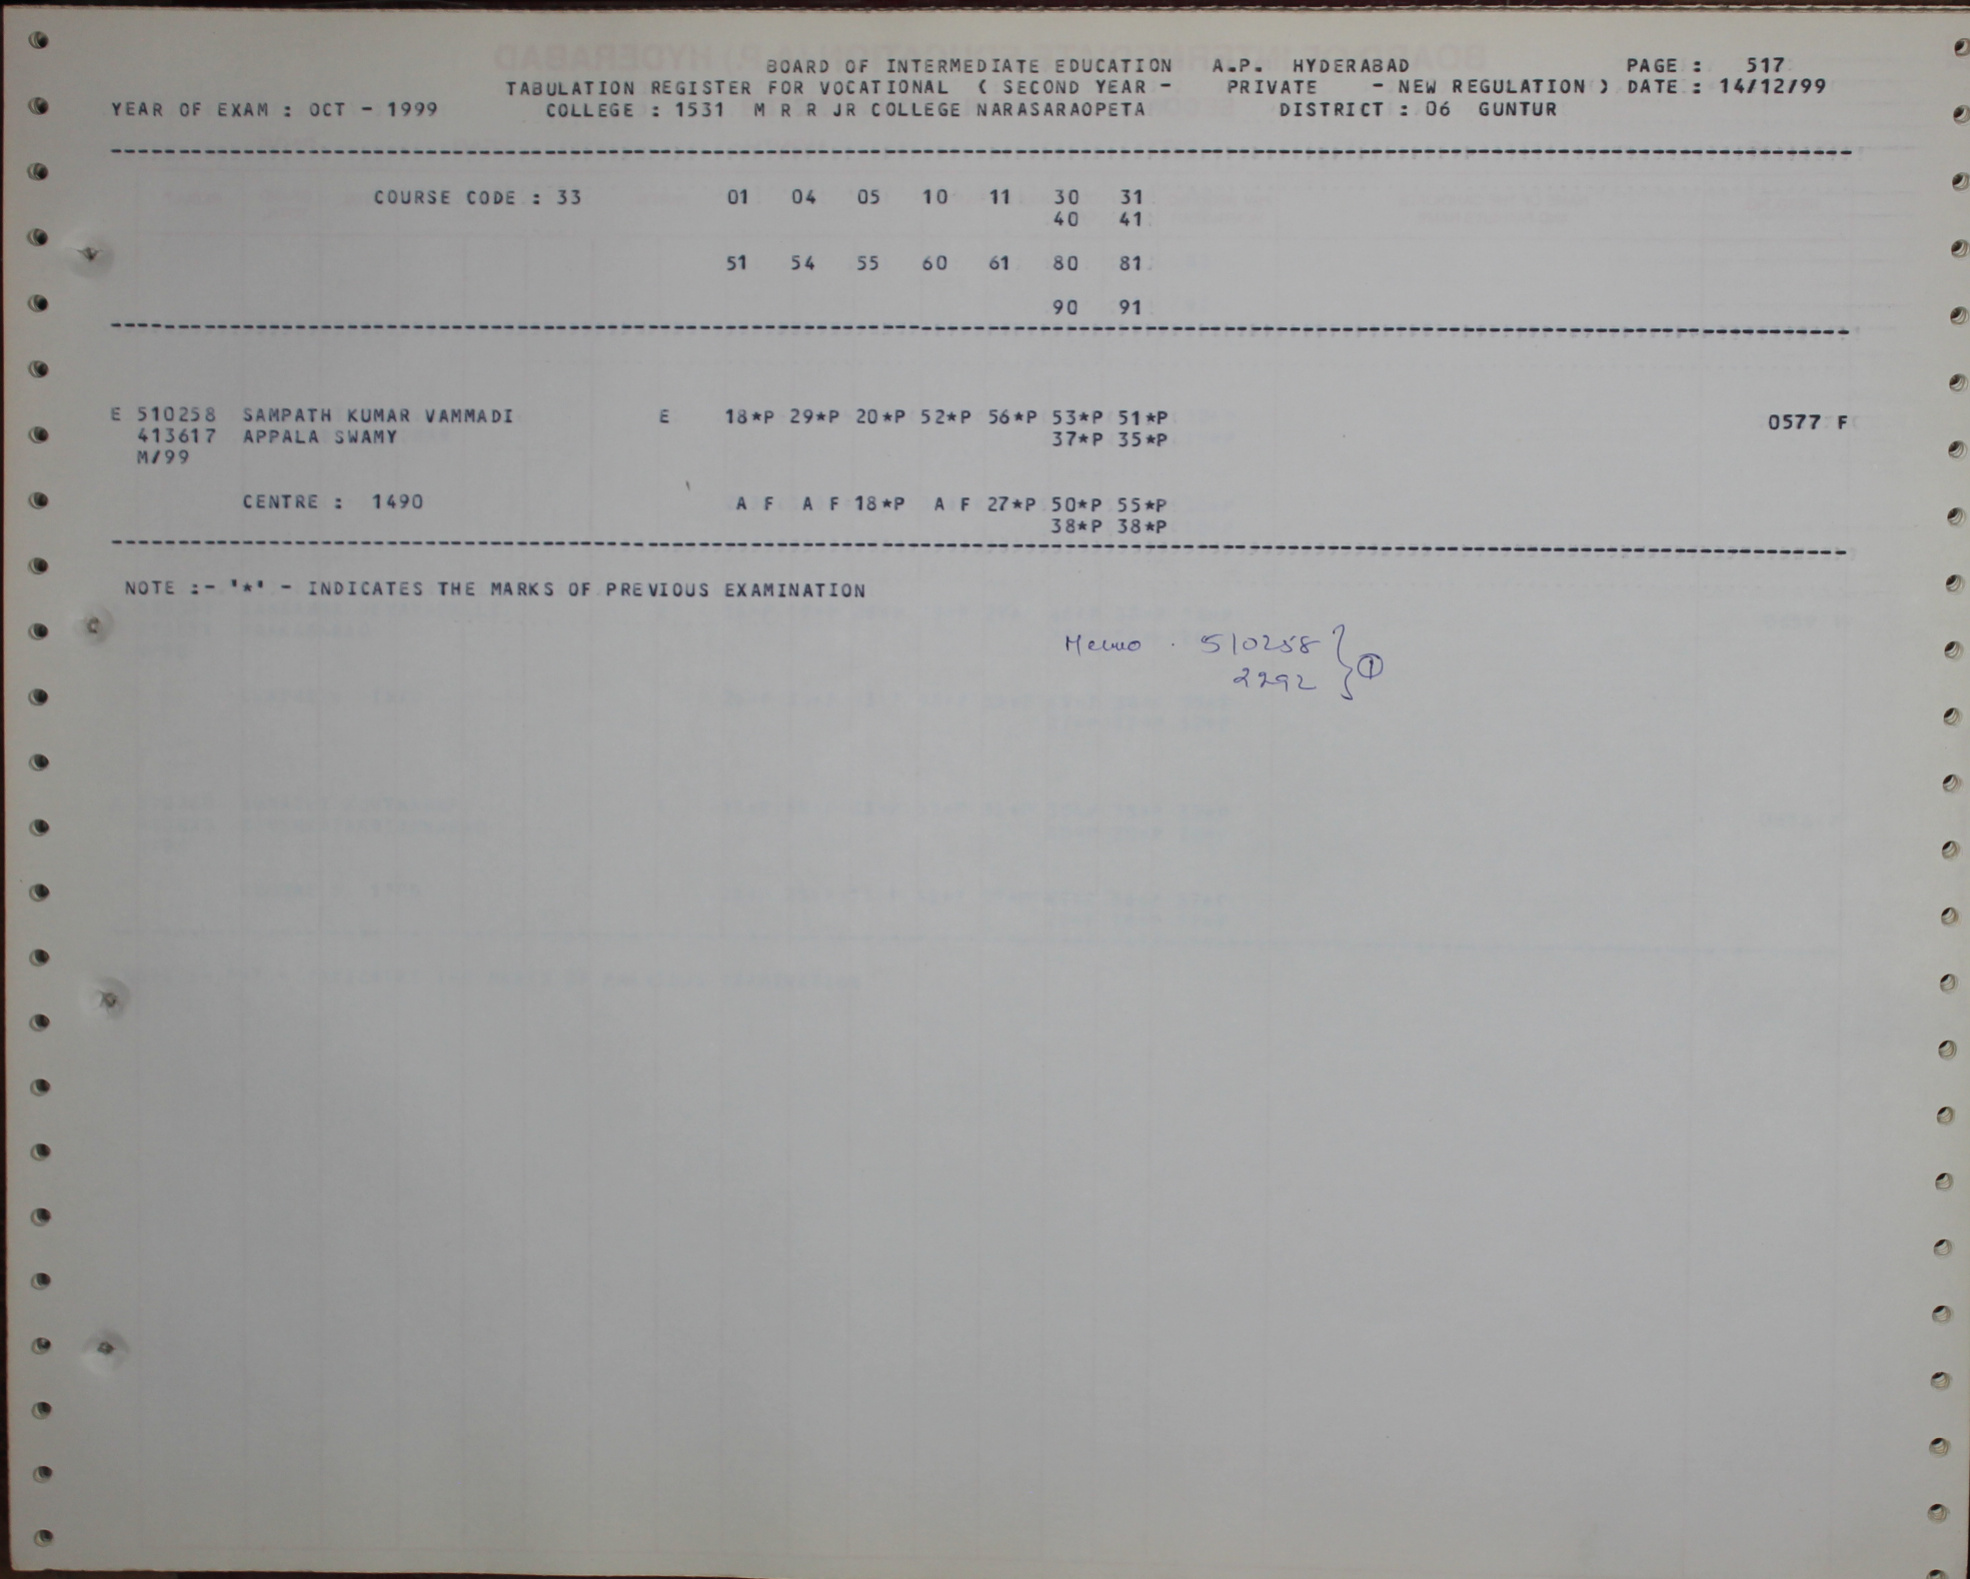 BOARD OF INTERMEDIATE EDUCATION A.P. HYDERABAD PAGE : 517
TABULATION REGISTER FOR VOCATIONAL ( SECOND YEAR - PRIVATE - NEW REGULATION ) DATE : 14/12/99
YEAR OF EXAM : OCT - 1999 COLLEGE : 1531 M R R JR COLLEGE NARASARAOPETA DISTRICT : 06 GUNTUR
COURSE CODE : 33 01 04 05 10 11 30 31
40 41
51 54 55 60 61 80 81
90 91
E 510258 SAMPATH KUMAR VAMMADI E 18*P 29*P 20*P 52*P 56*P 53*P 51*P 0577 F
413617 APPALA SWAMY 37*P 35*P
M/99
CENTRE : 1490 A F A F 18*P A F 27*P 50*P 55*P
38*P 38*P
NOTE :- '*' - INDICATES THE MARKS OF PREVIOUS EXAMINATION
Memo . 510258
2292 } 1